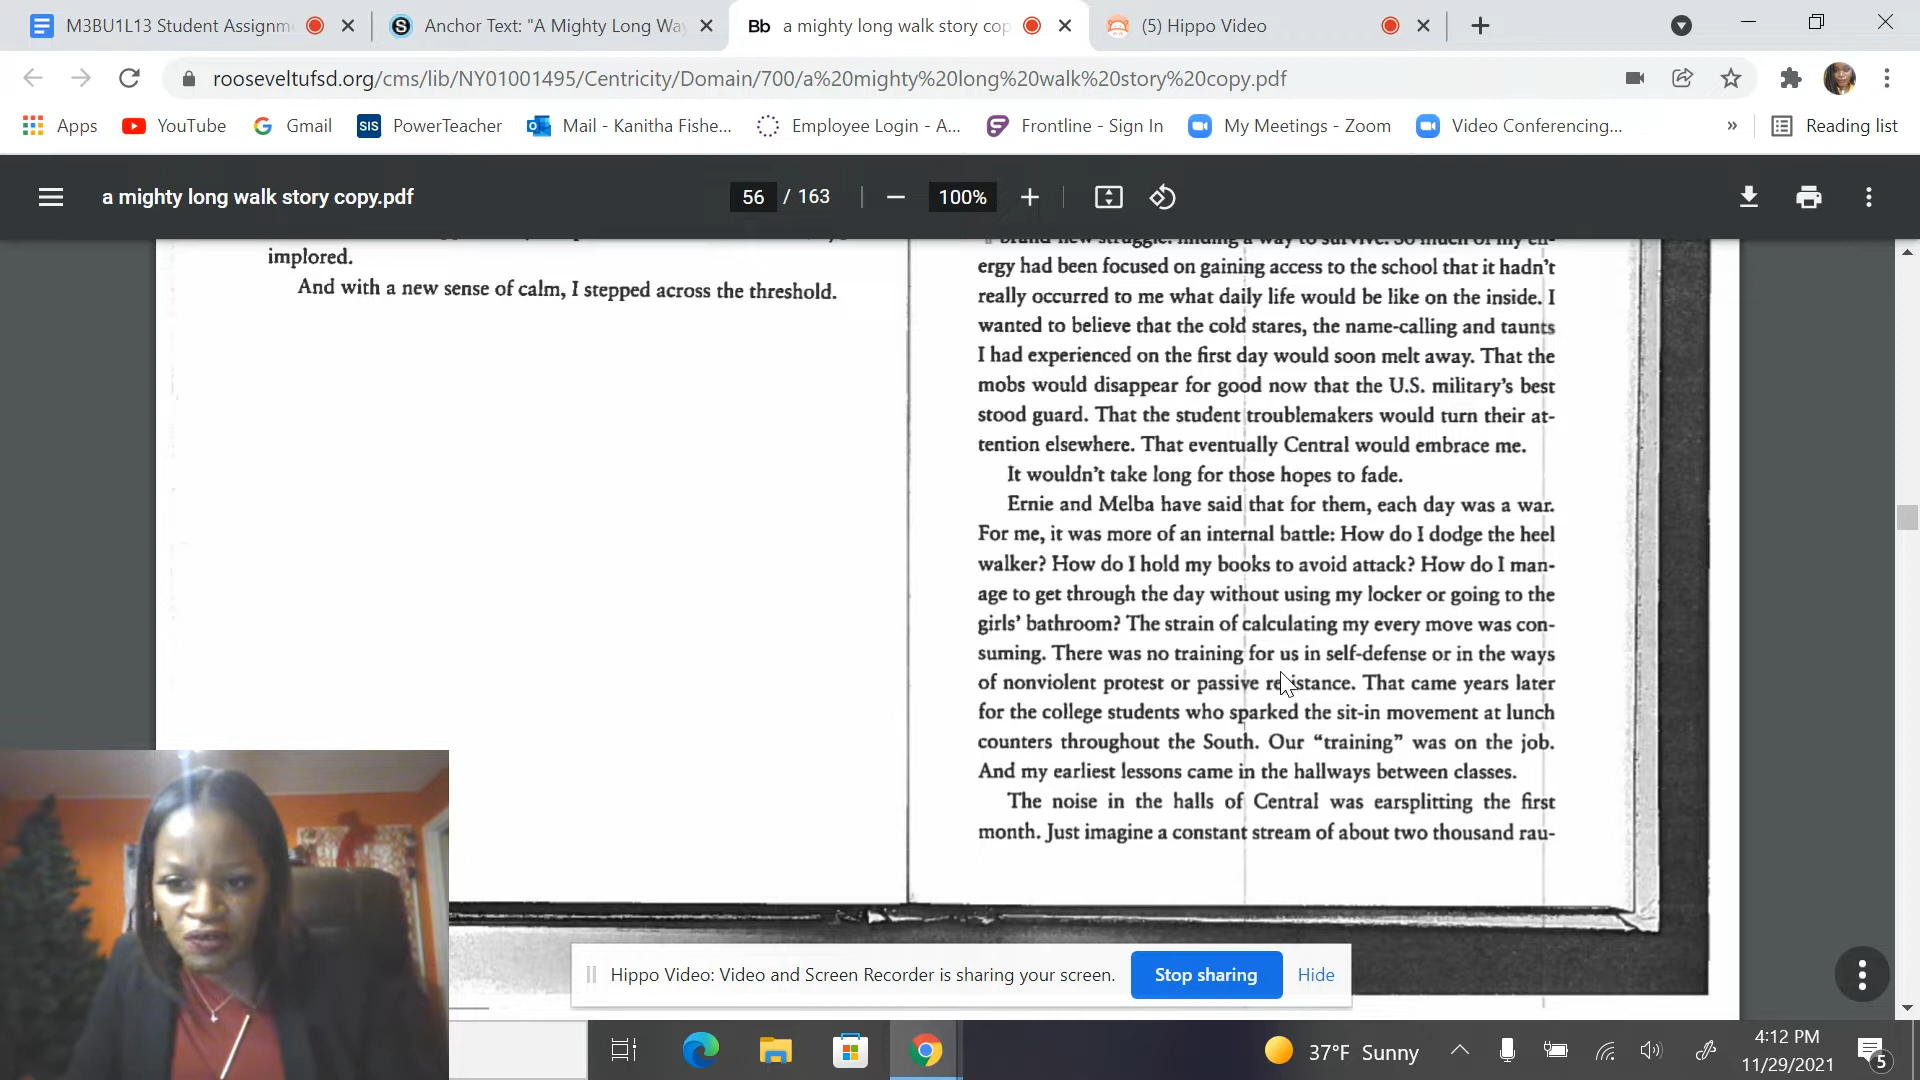 M3BU1L13 Student Assignm
Anchor Text: "A Mighty Long Way
Bb a mighty long walk story cop
(5) Hippo Video
rooseveltufsd.org/cms/lib/NY01001495/Centricity/Domain/700/a%20mighty%20long%20walk%20story%20copy.pdf
Apps YouTube Gmail SIS PowerTeacher Mail - Kanitha Fishe... Employee Login - A... Frontline - Sign In My Meetings - Zoom Video Conferencing... » Reading list
a mighty long walk story copy.pdf 56 / 163 100%
implored.
And with a new sense of calm, I stepped across the threshold.
brand new struggle: finding a way to survive. So much of my en-
ergy had been focused on gaining access to the school that it hadn't
really occurred to me what daily life would be like on the inside. I
wanted to believe that the cold stares, the name-calling and taunts
I had experienced on the first day would soon melt away. That the
mobs would disappear for good now that the U.S. military's best
stood guard. That the student troublemakers would turn their at-
tention elsewhere. That eventually Central would embrace me.
It wouldn't take long for those hopes to fade.
Ernie and Melba have said that for them, each day was a war.
For me, it was more of an internal battle: How do I dodge the heel
walker? How do I hold my books to avoid attack? How do I man-
age to get through the day without using my locker or going to the
girls' bathroom? The strain of calculating my every move was con-
suming. There was no training for us in self-defense or in the ways
of nonviolent protest or passive resistance. That came years later
for the college students who sparked the sit-in movement at lunch
counters throughout the South. Our "training" was on the job.
And my earliest lessons came in the hallways between classes.
The noise in the halls of Central was earsplitting the first
month. Just imagine a constant stream of about two thousand rau-
Hippo Video: Video and Screen Recorder is sharing your screen. Stop sharing Hide
37°F Sunny
4:12 PM
11/29/2021
5